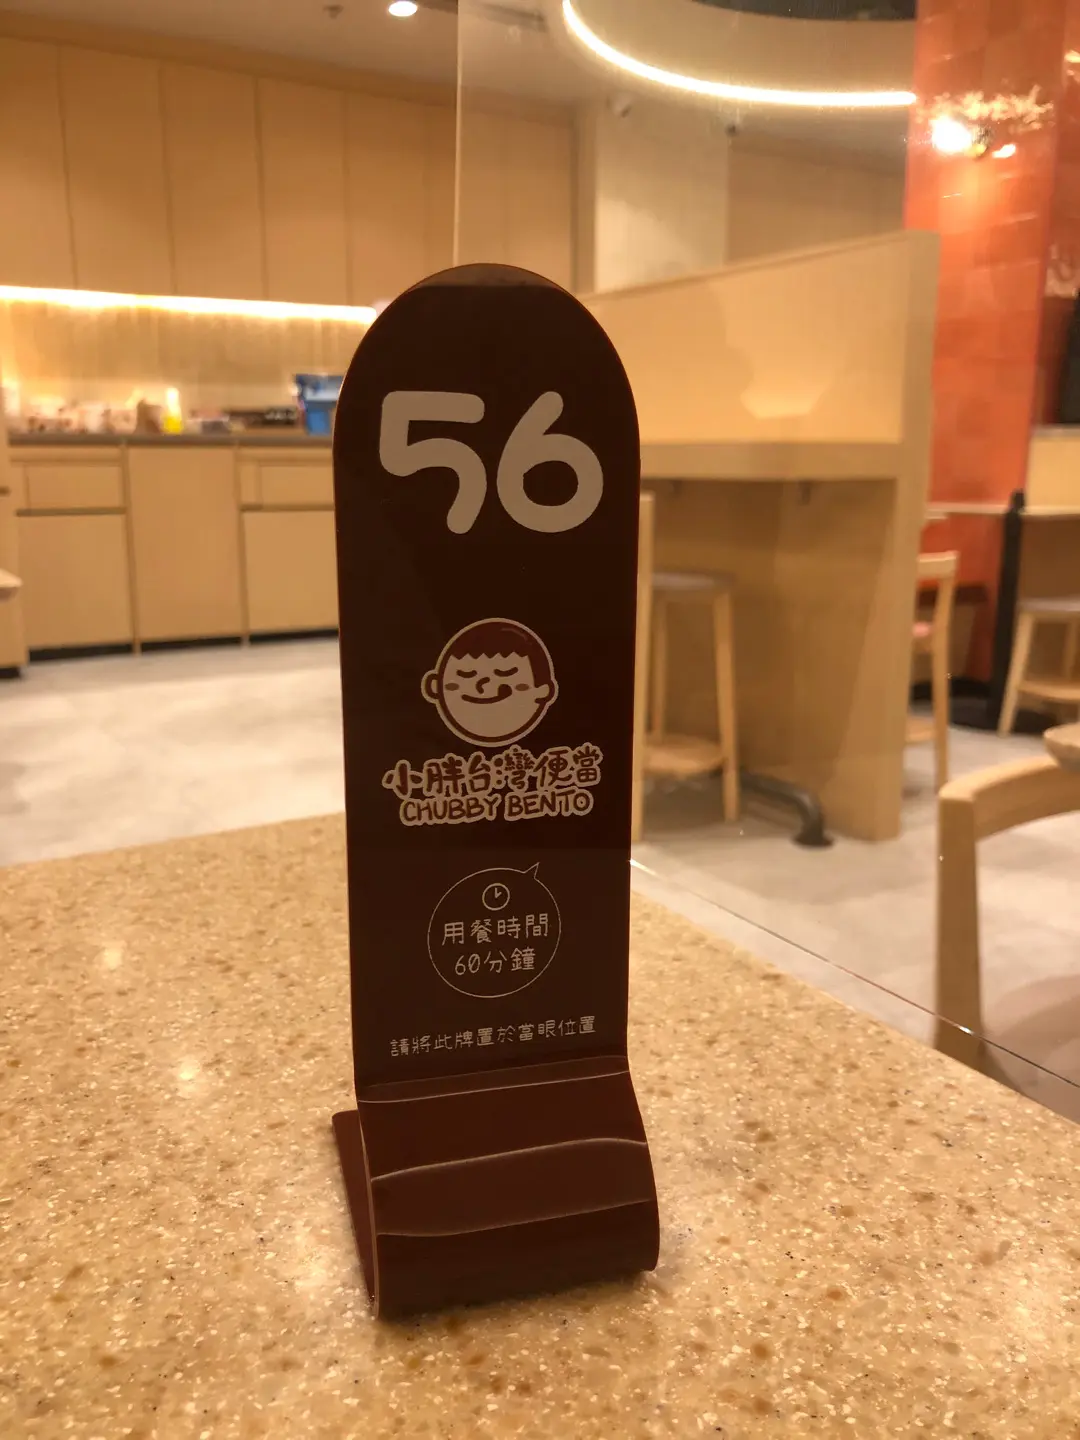 56
小胖台灣便當
CHUBBY BENTO
用餐時間
60分鐘
請將此牌置於當眼位置